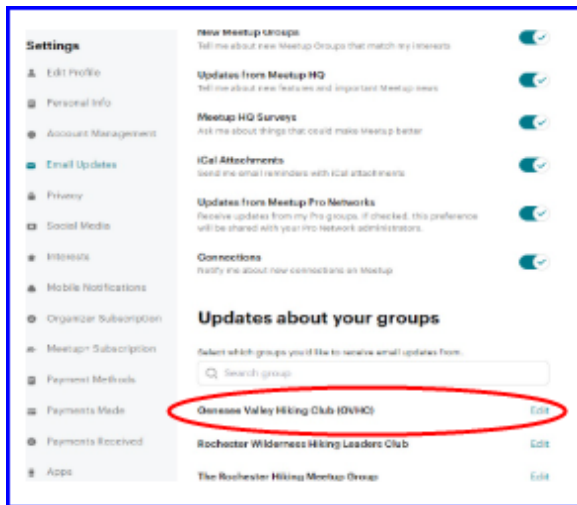 Settings
Edit Profile
Personal Info
Account Management
Email Updates
Privacy
Social Media
Interests
Mobile Notifications
Organizer Subscription
Meetup+ Subscription
Payment Methods
Payments Made
Payments Received
Apps
New Meetup Groups
Tell me about new Meetup Groups that match my interests
Updates from Meetup HQ
Tell me about new features and important Meetup news
Meetup HQ Surveys
Ask me about things that could make Meetup better
iCal Attachments
Send me email reminders with iCal attachments
Updates from Meetup Pro Networks
Receive updates from my Pro groups. If checked, this preference
will be shared with your Pro Network administrators.
Connections
Notify me about new connections on Meetup
Updates about your groups
Select which groups you'd like to receive email updates from.
Search group
Genesee Valley Hiking Club (GVHC) Edit
Rochester Wilderness Hiking Leaders Club Edit
The Rochester Hiking Meetup Group Edit